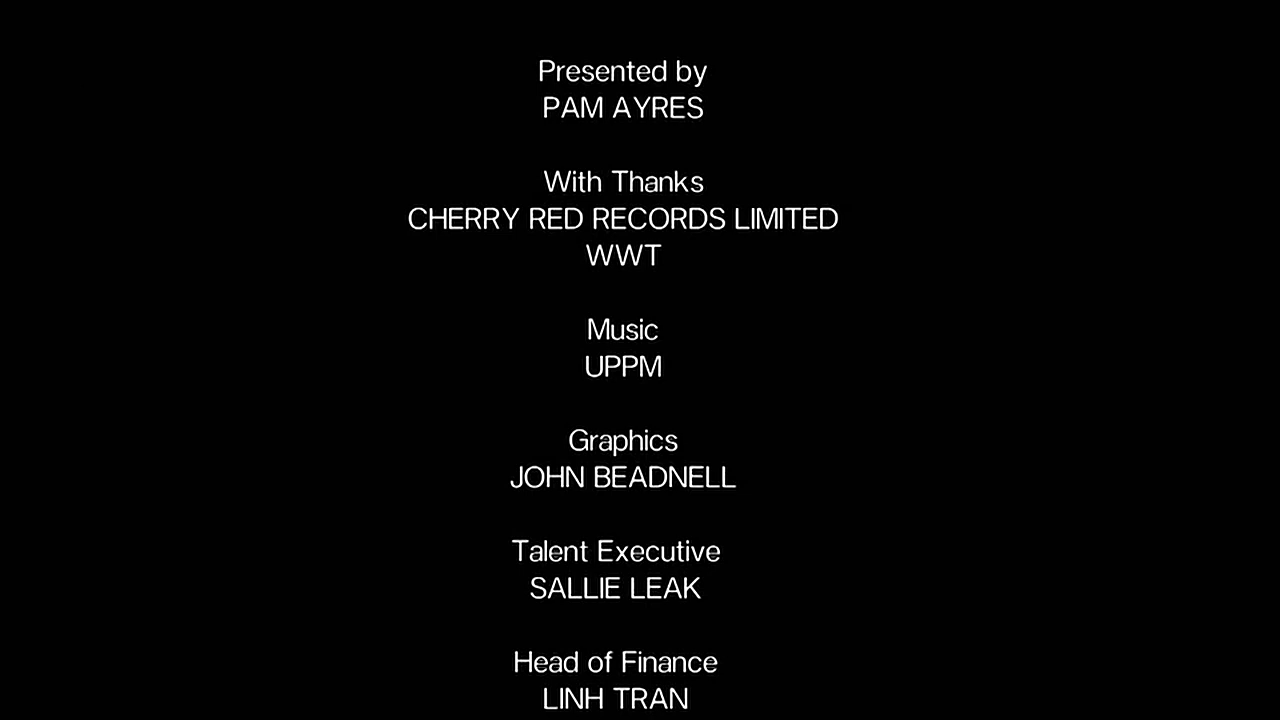 Presented by
PAM AYRES
With Thanks
CHERRY RED RECORDS LIMITED
WWT
Music
UPPM
Graphics
JOHN BEADNELL
Talent Executive
SALLIE LEAK
Head of Finance
LINH TRAN